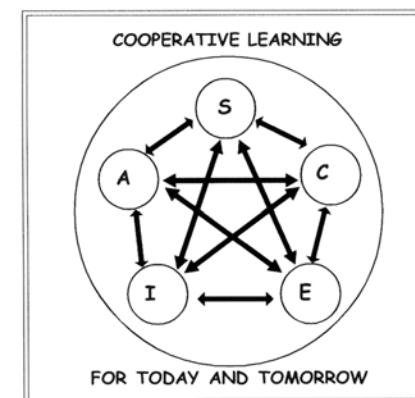 COOPERATIVE LEARNING
S
A
C
I
E
FOR TODAY AND TOMORROW